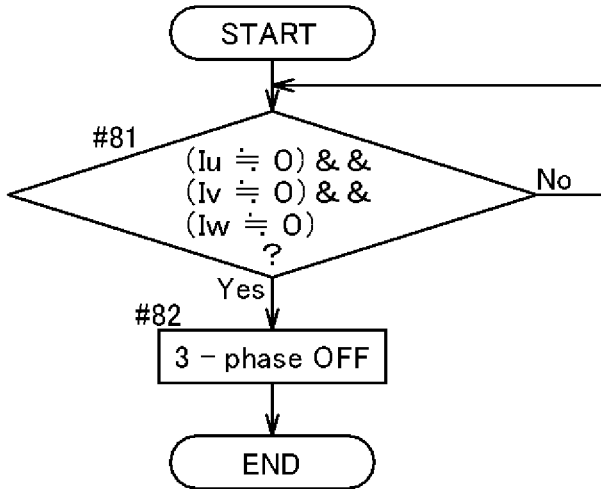 START
#81
(Iu ≒ 0) & &
(Iv ≒ 0) & &
(Iw ≒ 0)
?
No
Yes
#82
3 - phase OFF
END